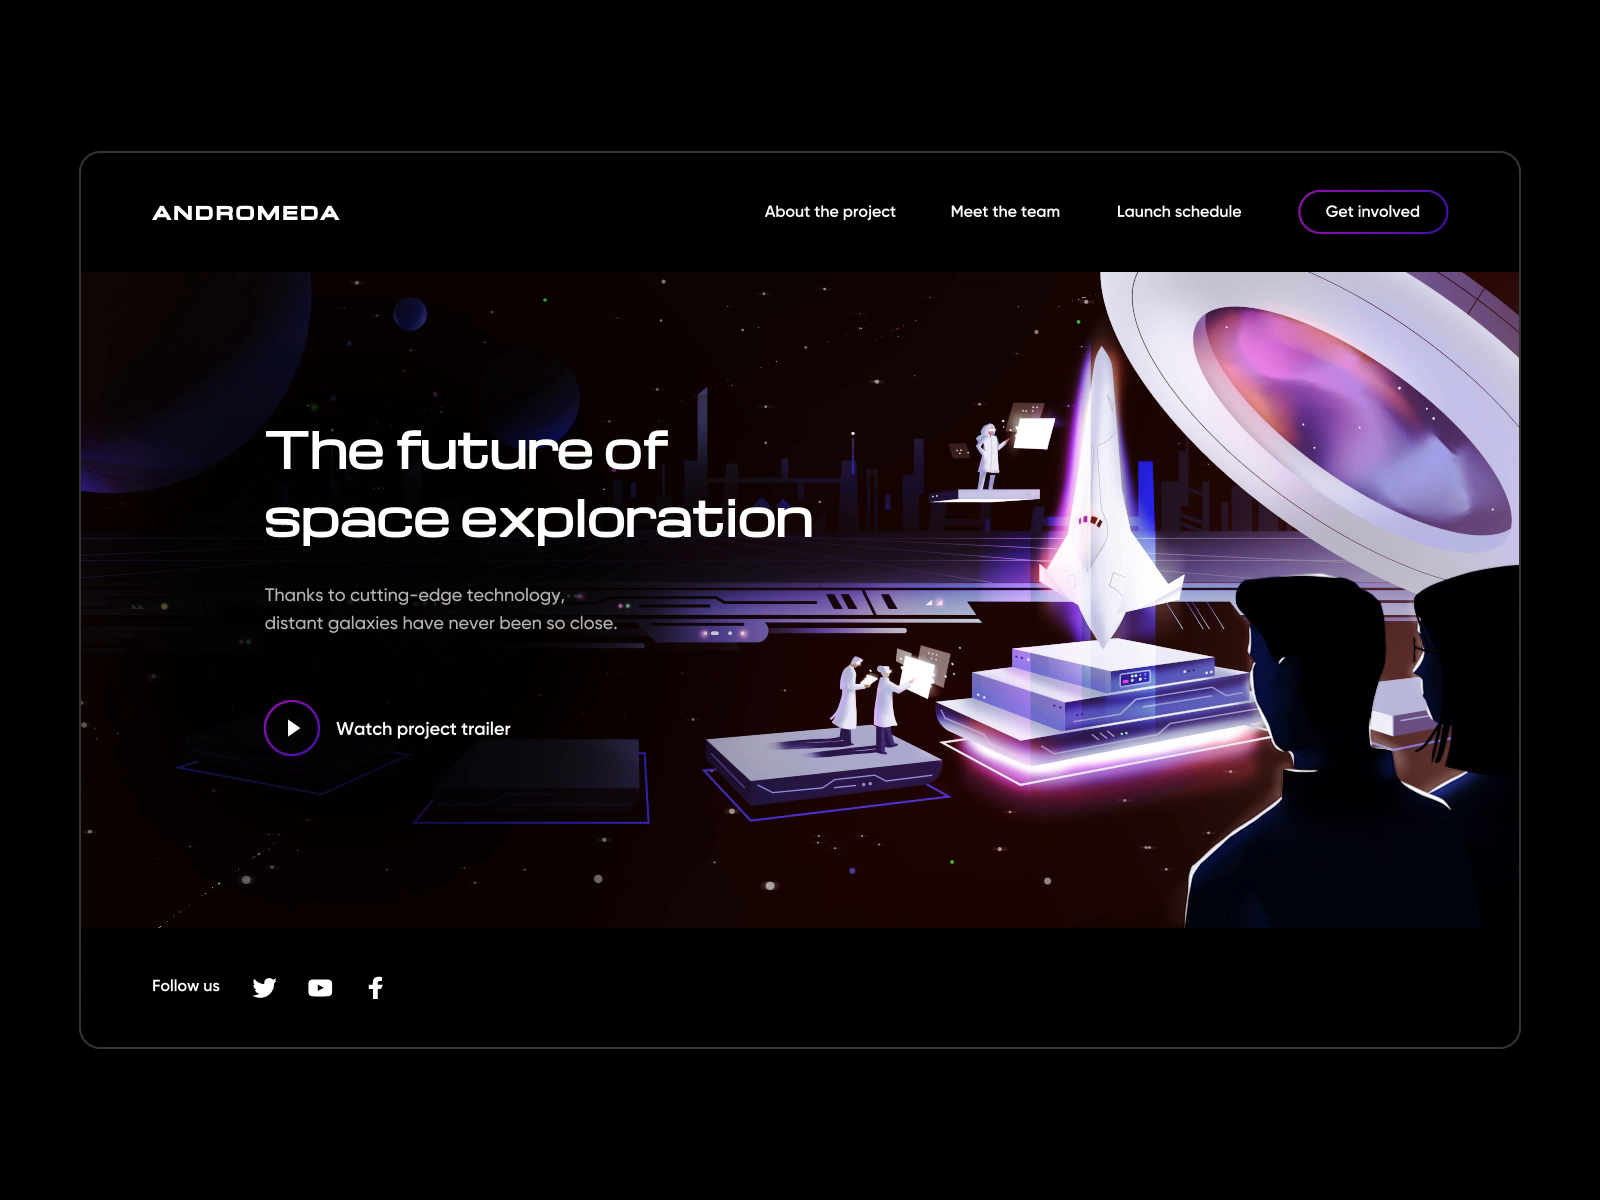 ANDROMEDA
About the project
Meet the team
Launch schedule
Get involved
The future of
space exploration
Thanks to cutting-edge technology,
distant galaxies have never been so close.
Watch project trailer
Follow us